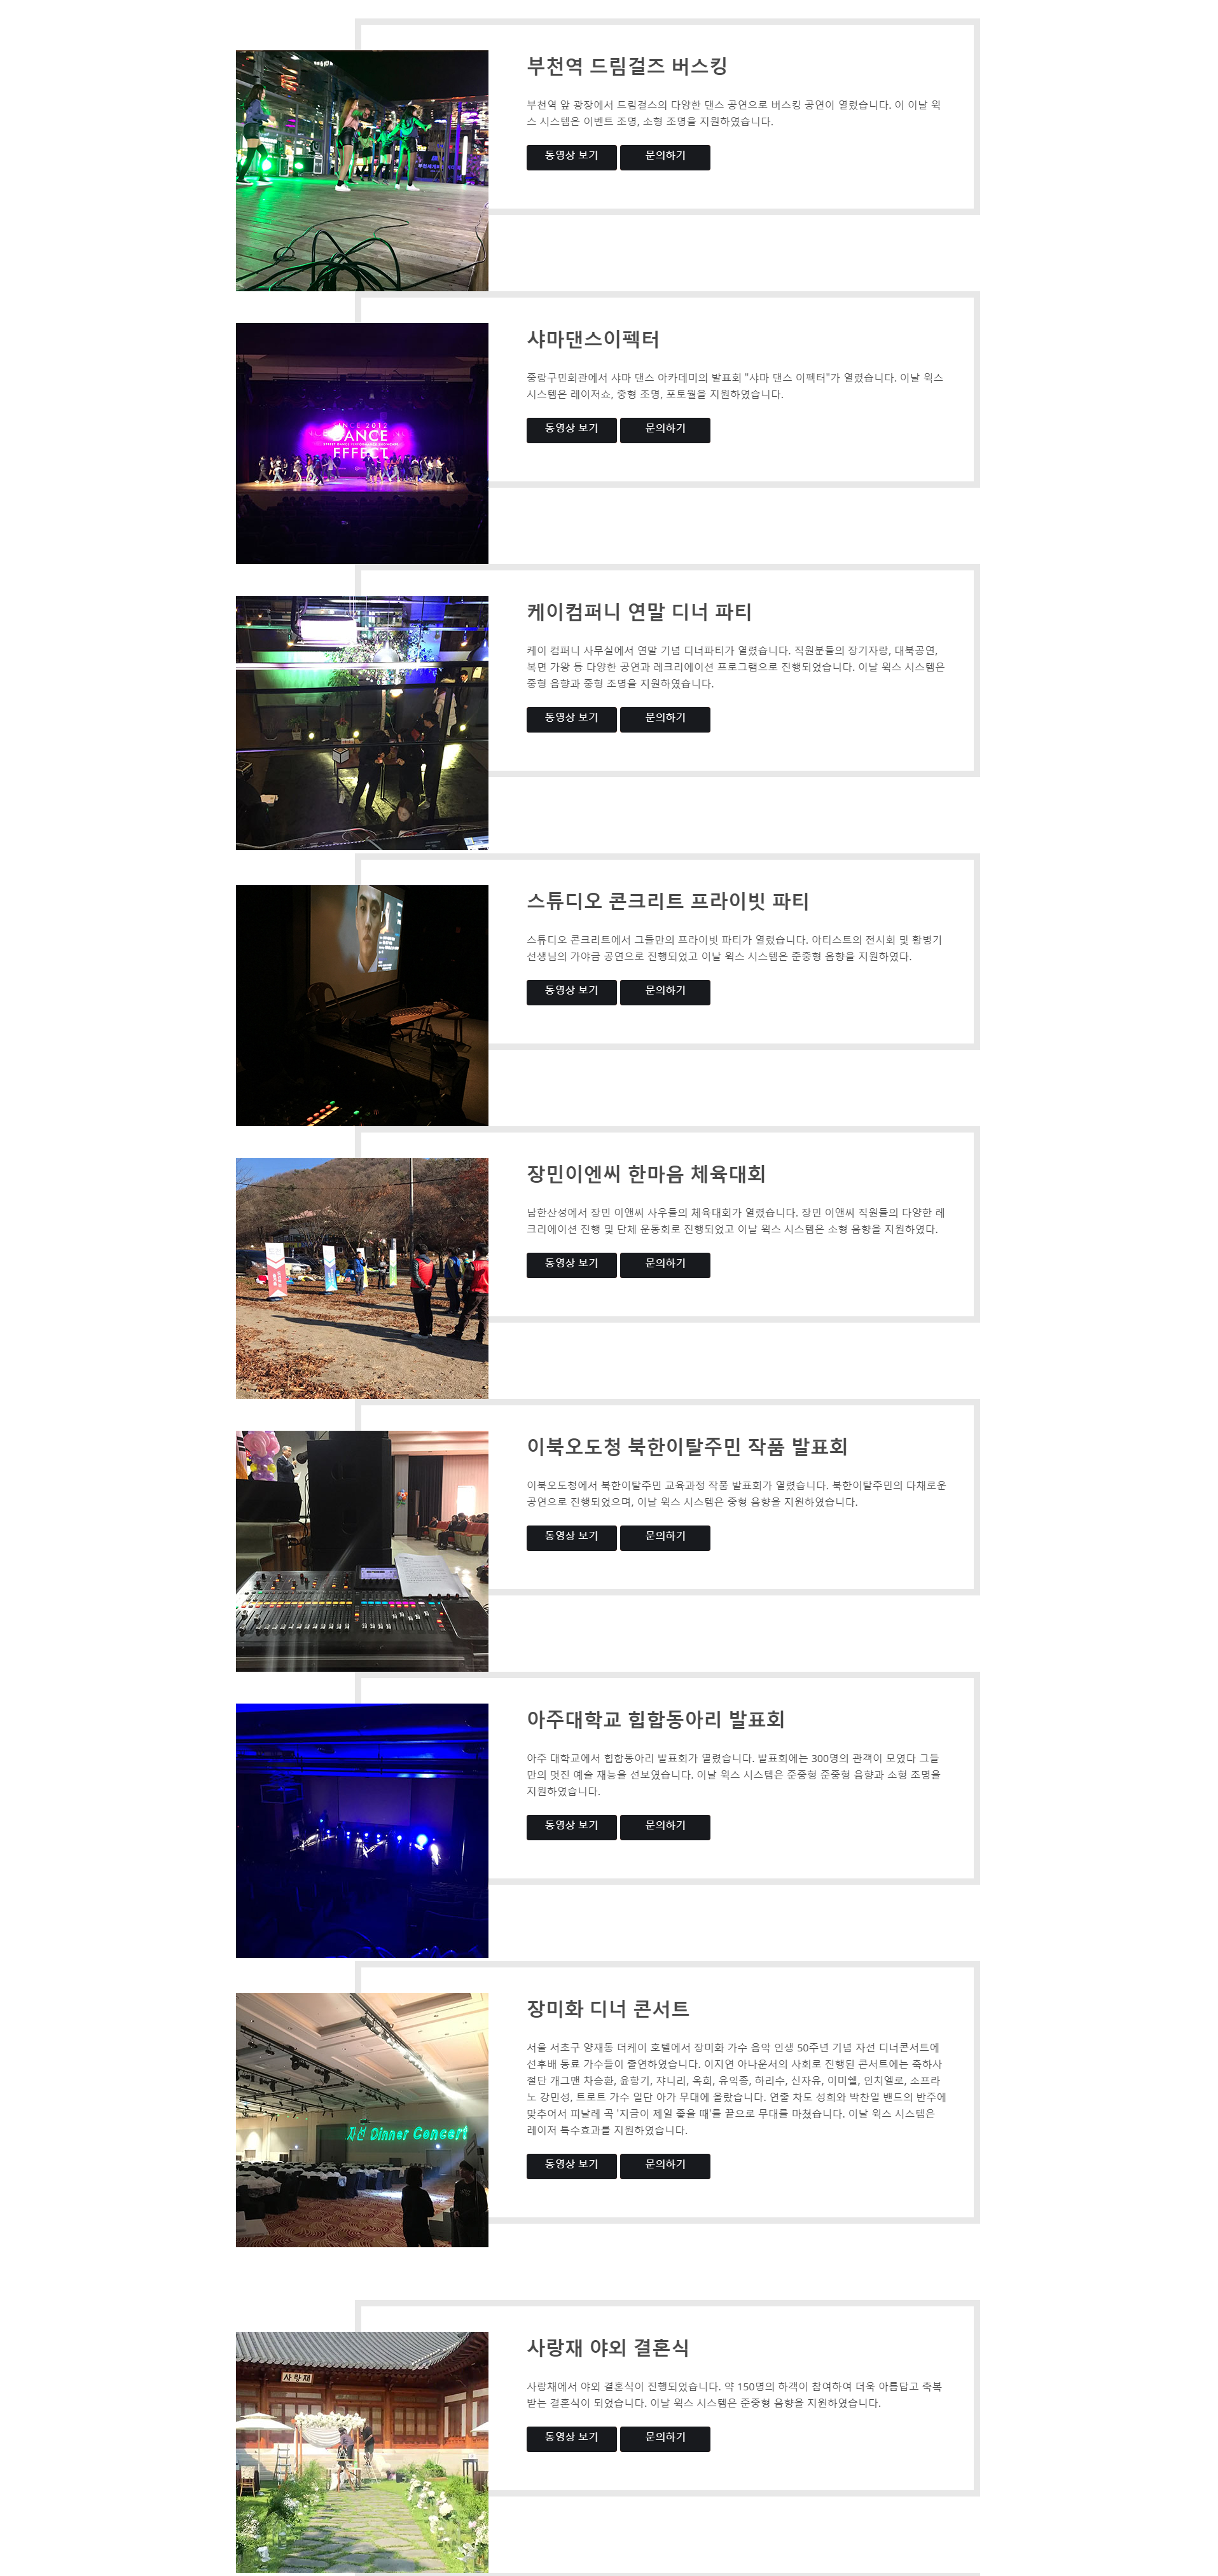 부천역 드림걸즈 버스킹
부천역 앞 광장에서 드림걸스의 다양한 댄스 공연으로 버스킹 공연이 열렸습니다. 이 이날 윅
스 시스템은 이벤트 조명, 소형 조명을 지원하였습니다.
동영상 보기 문의하기
샤마댄스이펙터
중랑구민회관에서 샤마 댄스 아카데미의 발표회 "샤마 댄스 이펙터"가 열렸습니다. 이날 윅스
시스템은 레이저쇼, 중형 조명, 포토월을 지원하였습니다.
SINCE 2012
DANCE
EFFECT
동영상 보기 문의하기
케이컴퍼니 연말 디너 파티
케이 컴퍼니 사무실에서 연말 기념 디너파티가 열렸습니다. 직원분들의 장기자랑, 대북공연,
복면 가왕 등 다양한 공연과 레크리에이션 프로그램으로 진행되었습니다. 이날 윅스 시스템은
중형 음향과 중형 조명을 지원하였습니다.
동영상 보기 문의하기
스튜디오 콘크리트 프라이빗 파티
스튜디오 콘크리트에서 그들만의 프라이빗 파티가 열렸습니다. 아티스트의 전시회 및 황병기
선생님의 가야금 공연으로 진행되었고 이날 윅스 시스템은 준중형 음향을 지원하였다.
동영상 보기 문의하기
장민이엔씨 한마음 체육대회
남한산성에서 장민 이앤씨 사우들의 체육대회가 열렸습니다. 장민 이앤씨 직원들의 다양한 레
크리에이션 진행 및 단체 운동회로 진행되었고 이날 윅스 시스템은 소형 음향을 지원하였다.
동영상 보기 문의하기
이북오도청 북한이탈주민 작품 발표회
이북오도청에서 북한이탈주민 교육과정 작품 발표회가 열렸습니다. 북한이탈주민의 다채로운
공연으로 진행되었으며, 이날 윅스 시스템은 중형 음향을 지원하였습니다.
동영상 보기 문의하기
아주대학교 힙합동아리 발표회
아주 대학교에서 힙합동아리 발표회가 열렸습니다. 발표회에는 300명의 관객이 모였다 그들
만의 멋진 예술 재능을 선보였습니다. 이날 윅스 시스템은 준중형 준중형 음향과 소형 조명을
지원하였습니다.
동영상 보기 문의하기
장미화 디너 콘서트
서울 서초구 양재동 더케이 호텔에서 장미화 가수 음악 인생 50주년 기념 자선 디너콘서트에
선후배 동료 가수들이 출연하였습니다. 이지연 아나운서의 사회로 진행된 콘서트에는 축하사
절단 개그맨 차승환, 윤항기, 쟈니리, 옥희, 유익종, 하리수, 신자유, 이미쉘, 인치엘로, 소프라
노 강민성, 트로트 가수 일단 아가 무대에 올랐습니다. 연출 차도 성희와 박찬일 밴드의 반주에
맞추어서 피날레 곡 '지금이 제일 좋을 때'를 끝으로 무대를 마쳤습니다. 이날 윅스 시스템은
레이저 특수효과를 지원하였습니다.
자선 Dinner Concert
동영상 보기 문의하기
사랑재 야외 결혼식
사랑재
사랑재에서 야외 결혼식이 진행되었습니다. 약 150명의 하객이 참여하여 더욱 아름답고 축복
받는 결혼식이 되었습니다. 이날 윅스 시스템은 준중형 음향을 지원하였습니다.
동영상 보기 문의하기